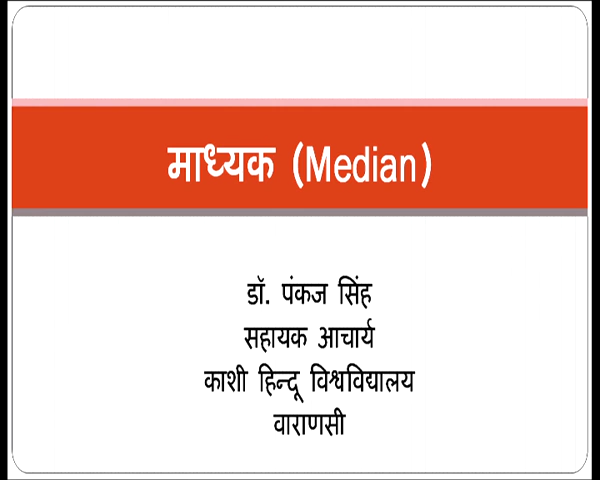 माध्यक (Median)
डॉ. पंकज सिंह
सहायक आचार्य
काशी हिन्दू विश्वविद्यालय
वाराणसी